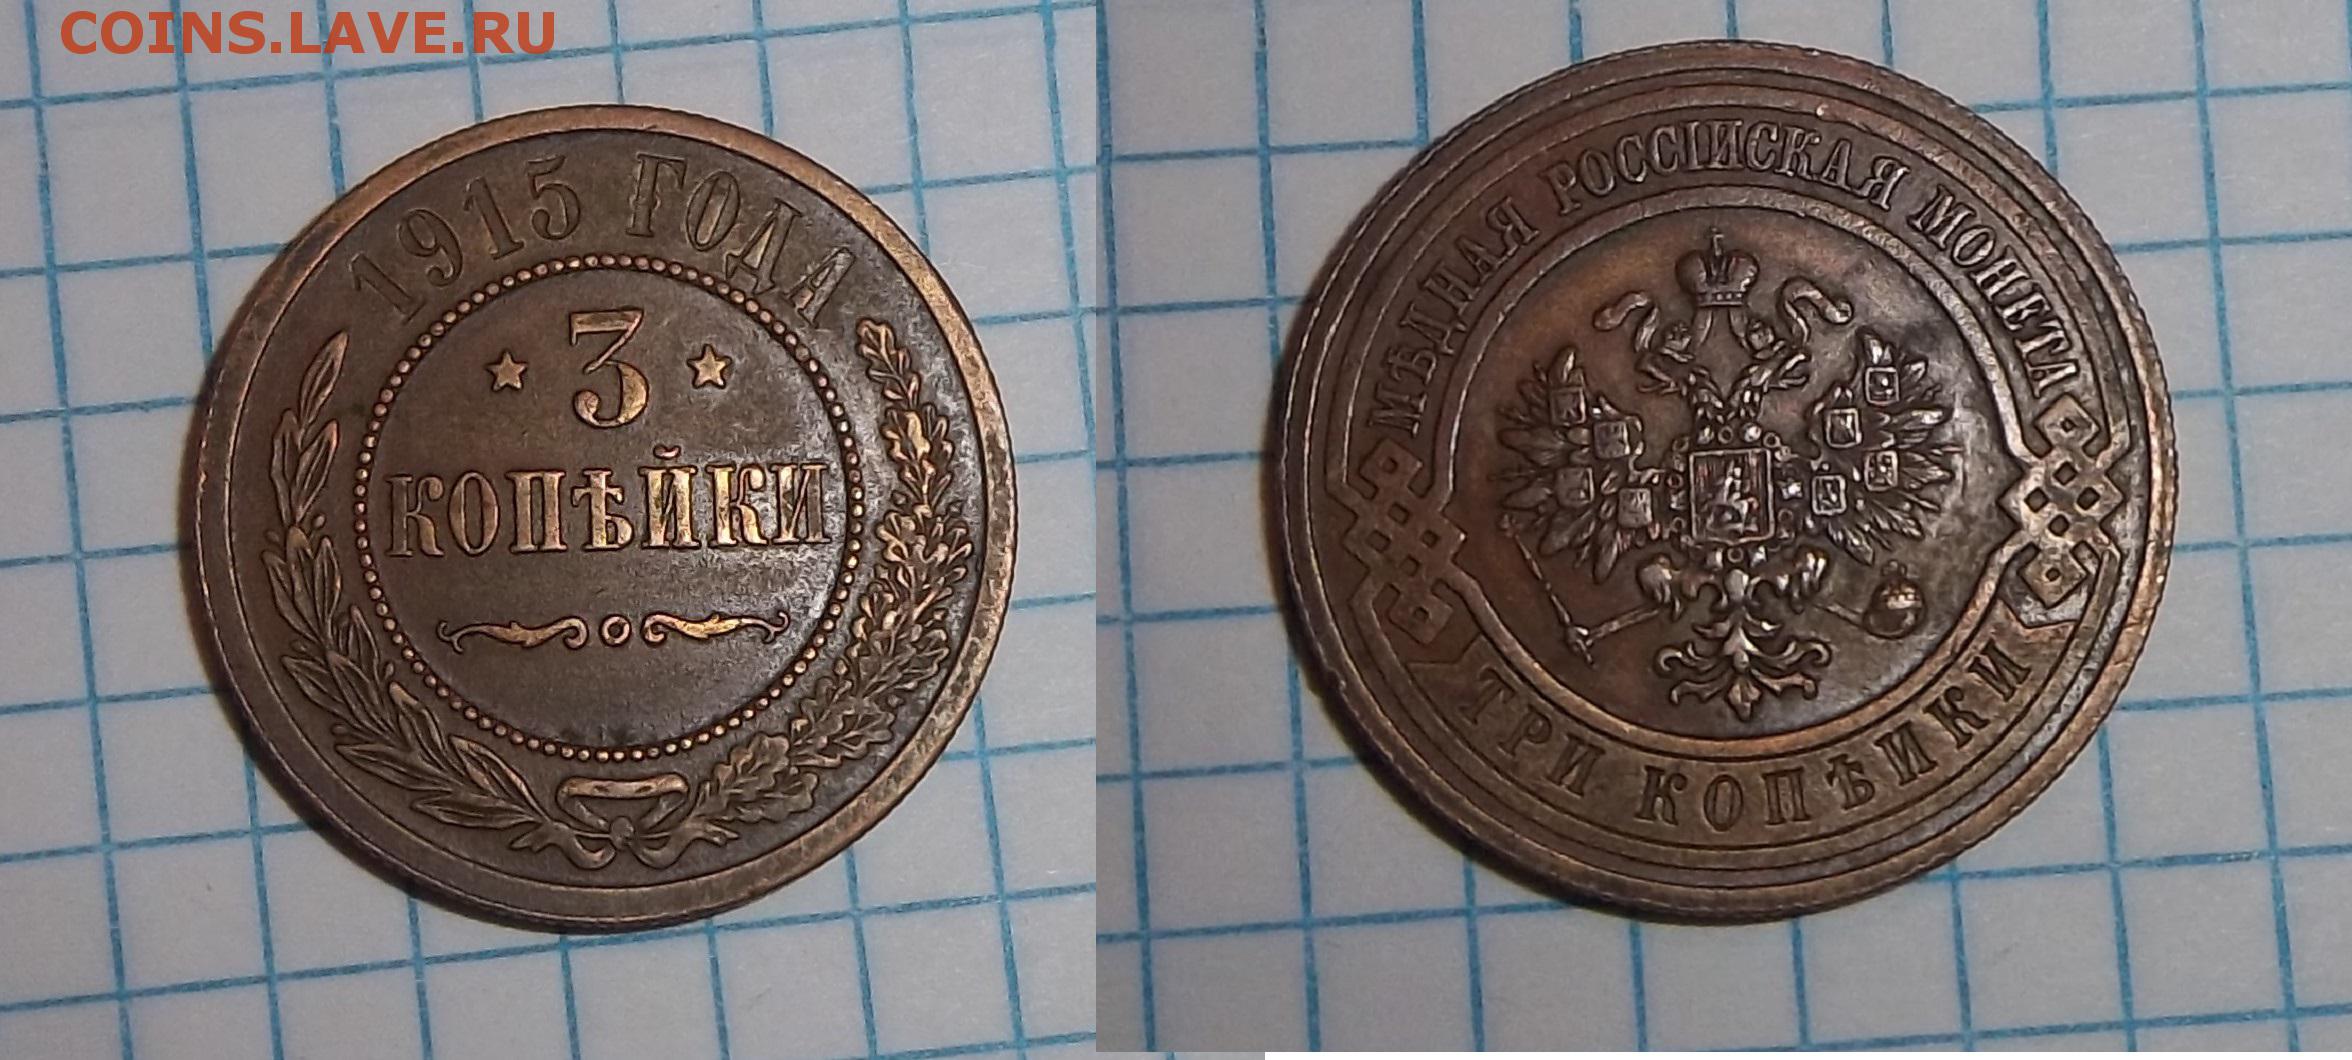 COINS.LAVE.RU
1915 ГОДА
3
КОПѢЙКИ
МѢДНАЯ РОССІЙСКАЯ МОНЕТА
ТРИ КОПѢЙКИ